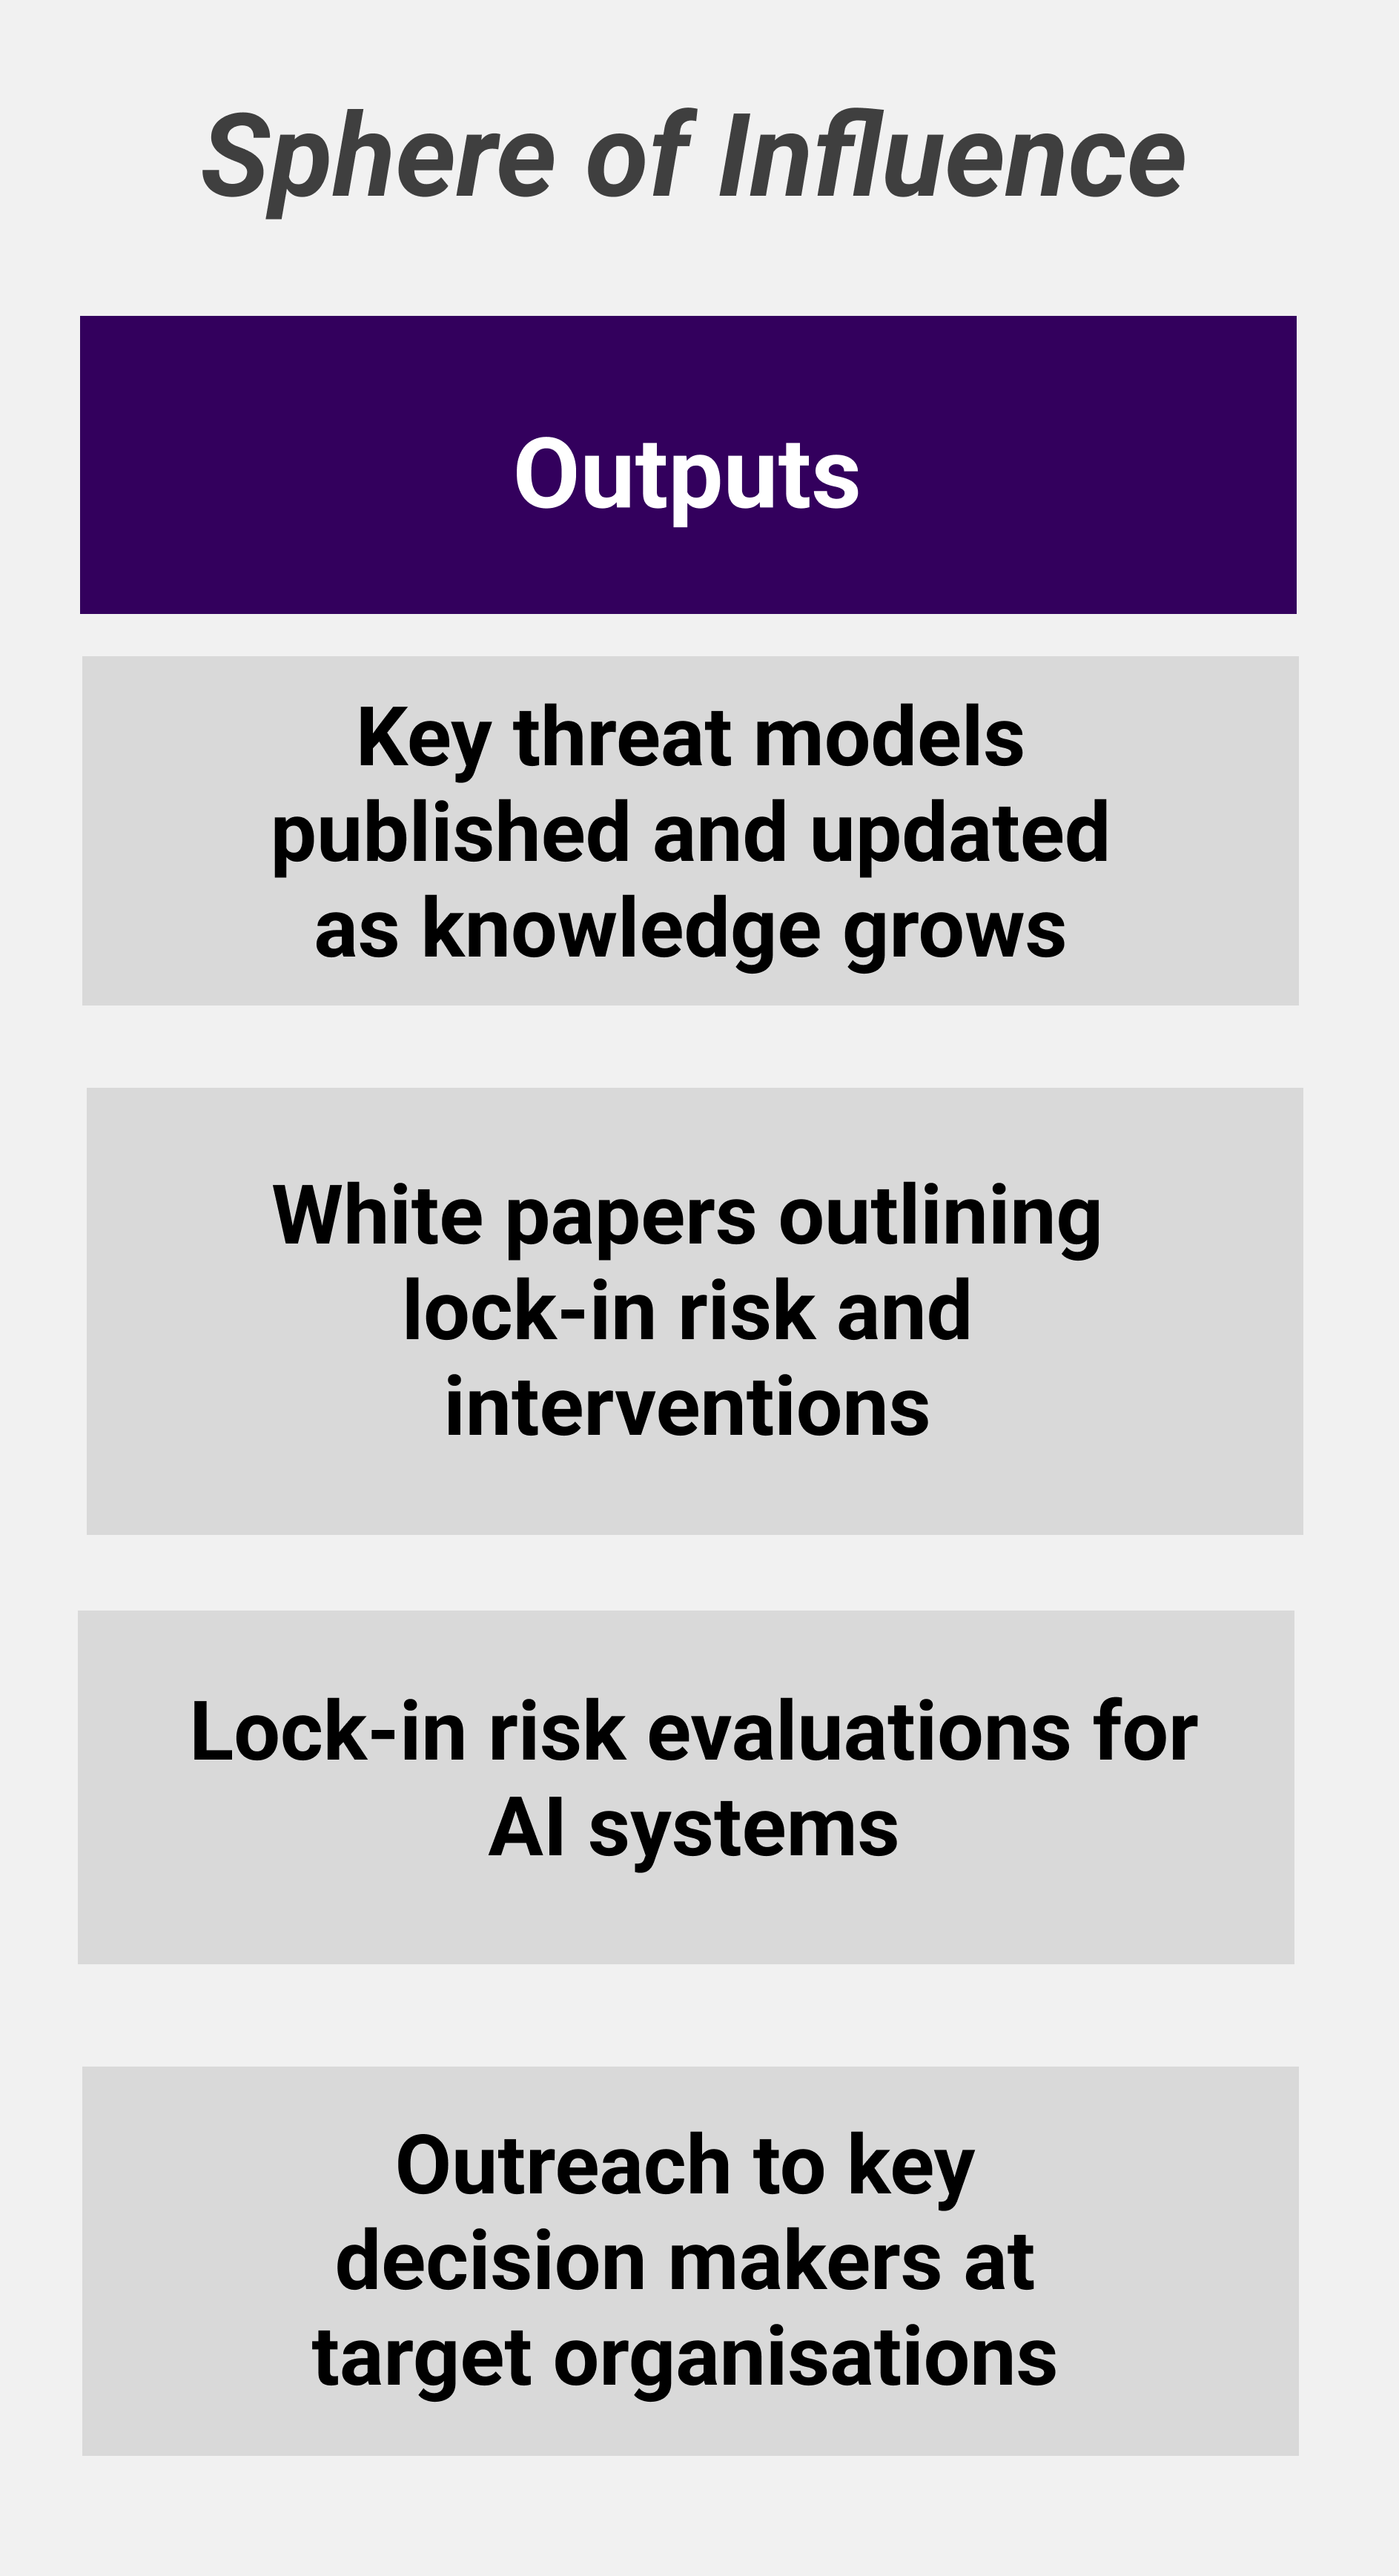 Sphere of Influence
Outputs
Key threat models
published and updated
as knowledge grows
White papers outlining
lock-in risk and
interventions
Lock-in risk evaluations for
AI systems
Outreach to key
decision makers at
target organisations